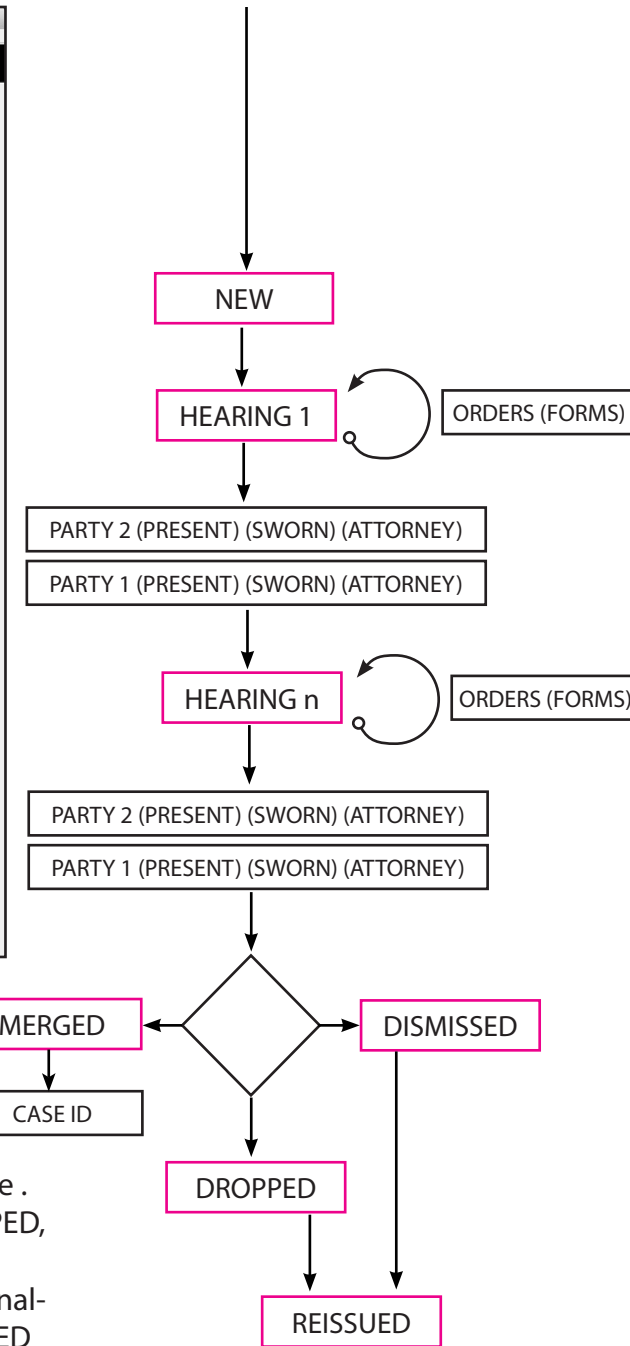 NEW
HEARING 1
ORDERS (FORMS)
PARTY 2 (PRESENT) (SWORN) (ATTORNEY)
PARTY 1 (PRESENT) (SWORN) (ATTORNEY)
HEARING n
ORDERS (FORMS)
PARTY 2 (PRESENT) (SWORN) (ATTORNEY)
PARTY 1 (PRESENT) (SWORN) (ATTORNEY)
MERGED
DISMISSED
CASE ID
DROPPED
REISSUED